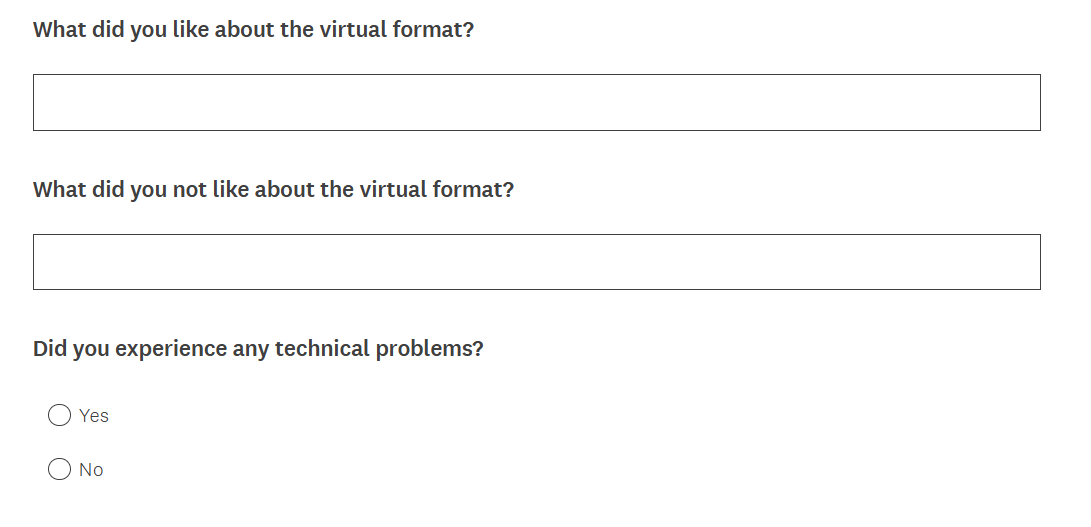 What did you like about the virtual format?
What did you not like about the virtual format?
Did you experience any technical problems?
Yes
No